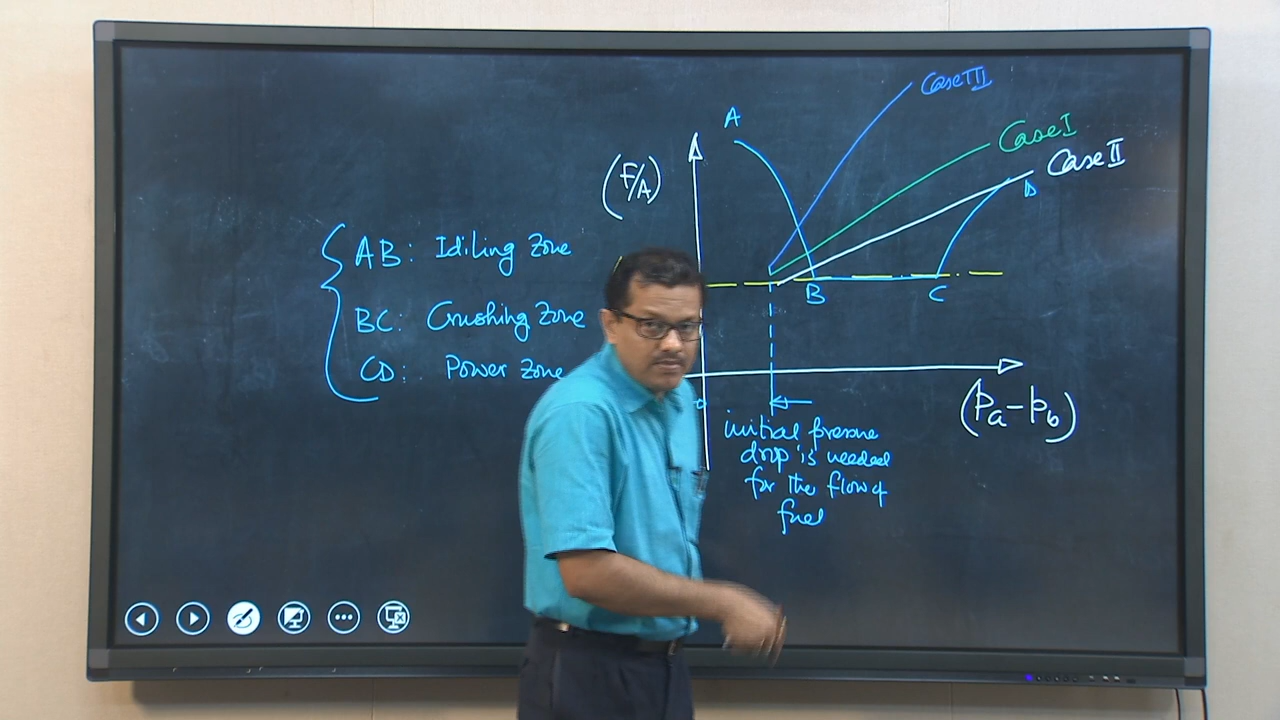 Case III
A
Case I
(F/A)
Case II
D
AB: Idiling Zone
B
C
BC: Crushing Zone
CD: Power Zone
(Pa-Pb)
initial pressure
drop is needed
for the flow of
fuel